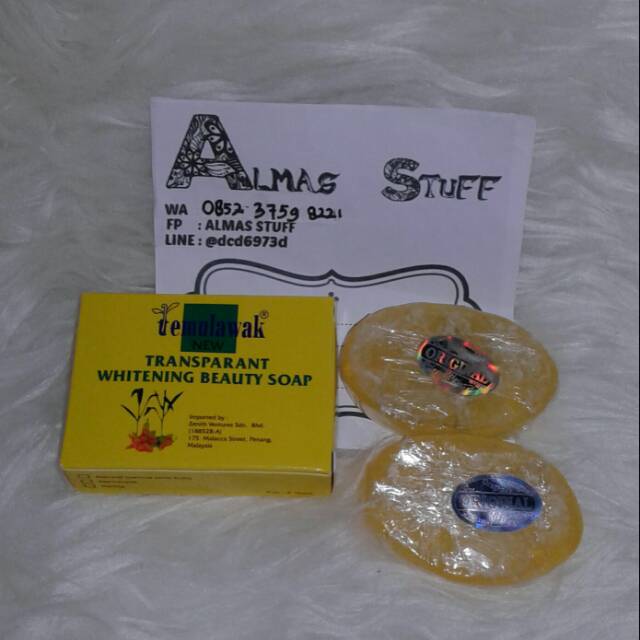 ALMAS STUFF
WA 0852-3759 8221
FP : ALMAS STUFF
LINE : @dcd6973d
temulawak®
NEW
TRANSPARANT
WHITENING BEAUTY SOAP
Imported by :
Zenith Ventures Sdn. Bhd.
(188528-A)
175 Malacca Street, Penang,
Malaysia
ORIGINAL